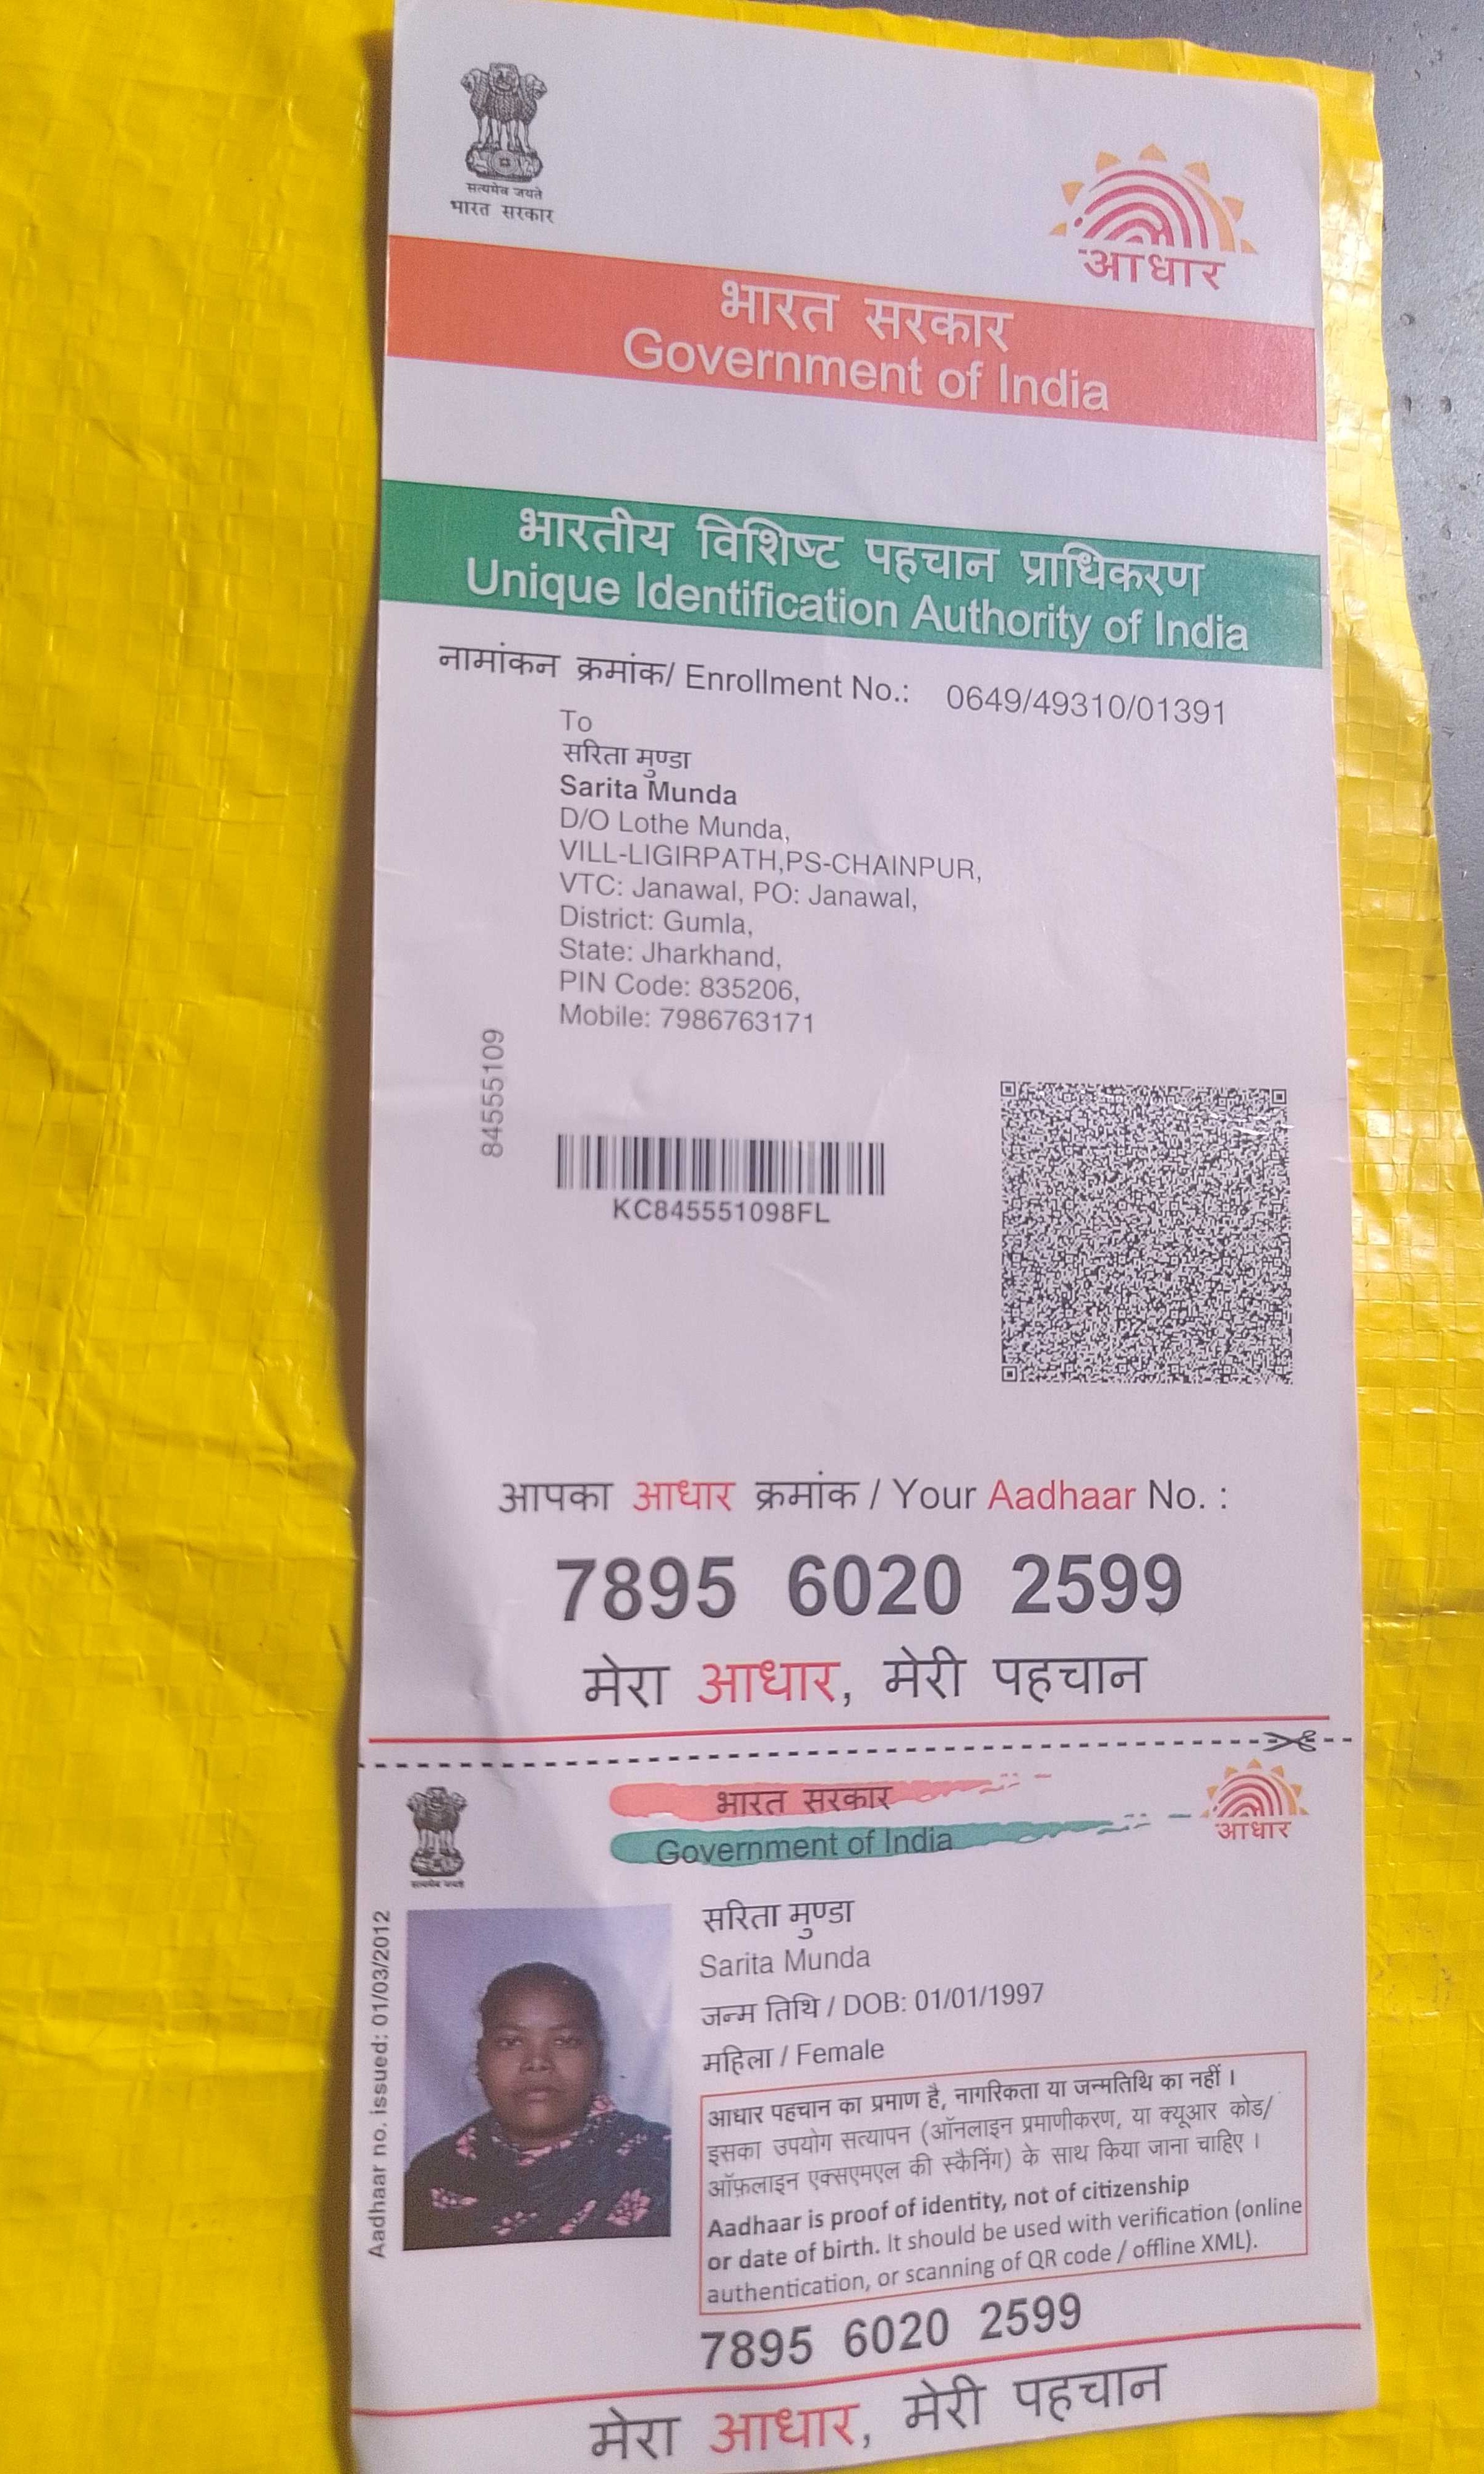 सत्यमेव जयते
भारत सरकार
आधार
भारत सरकार
Government of India
भारतीय विशिष्ट पहचान प्राधिकरण
Unique Identification Authority of India
नामांकन क्रमांक/ Enrollment No.: 0649/49310/01391
To
सरिता मुण्डा
Sarita Munda
D/O Lothe Munda,
VILL-LIGIRPATH,PS-CHAINPUR,
VTC: Janawal, PO: Janawal,
District: Gumla,
State: Jharkhand,
PIN Code: 835206,
Mobile: 7986763171
84555109
KC845551098FL
आपका आधार क्रमांक / Your Aadhaar No. :
7895 6020 2599
मेरा आधार, मेरी पहचान
भारत सरकार
Government of India
आधार
सत्यमेव जयते
Aadhaar no. issued: 01/03/2012
सरिता मुण्डा
Sarita Munda
जन्म तिथि / DOB: 01/01/1997
महिला / Female
आधार पहचान का प्रमाण है, नागरिकता या जन्मतिथि का नहीं ।
इसका उपयोग सत्यापन (ऑनलाइन प्रमाणीकरण, या क्यूआर कोड/
ऑफ़लाइन एक्सएमएल की स्कैनिंग) के साथ किया जाना चाहिए ।
Aadhaar is proof of identity, not of citizenship
or date of birth. It should be used with verification (online
authentication, or scanning of QR code / offline XML).
7895 6020 2599
मेरा आधार, मेरी पहचान